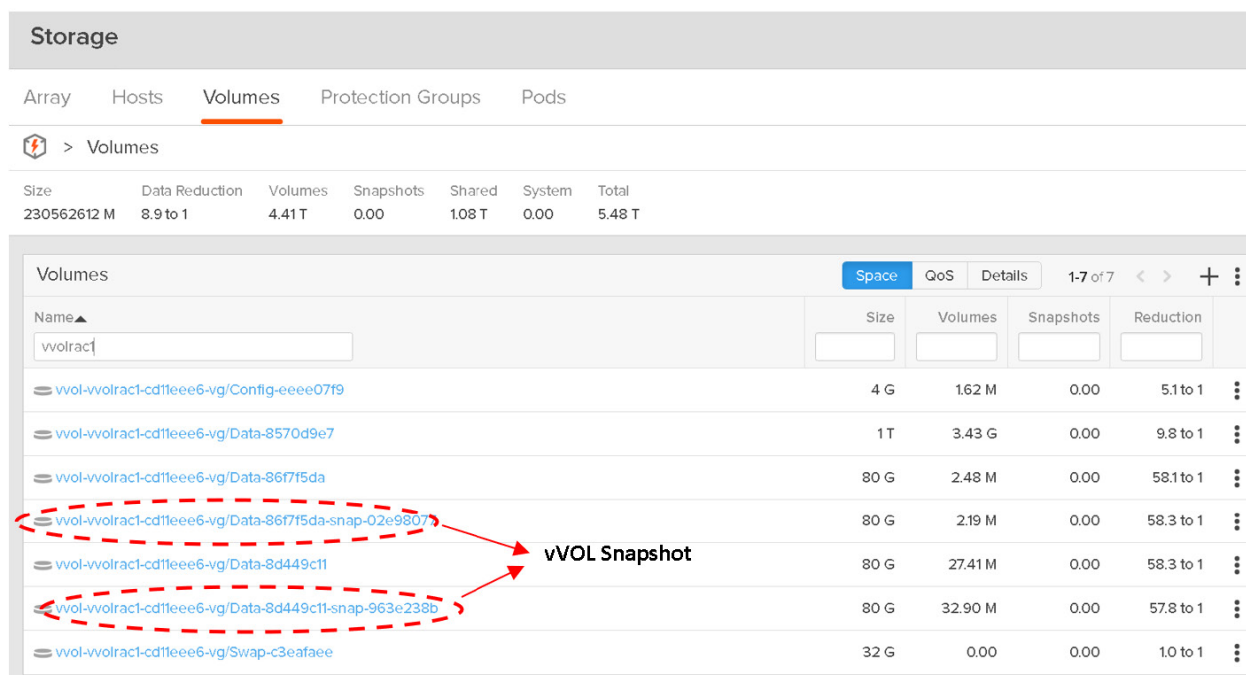 Storage
Array Hosts Volumes Protection Groups Pods
> Volumes
Size Data Reduction Volumes Snapshots Shared System Total
230562612 M 8.9 to 1 4.41 T 0.00 1.08 T 0.00 5.48 T
Volumes Space QoS Details 1-7 of 7 < > +
Name Size Volumes Snapshots Reduction
vvolrac1
vvol-vvolrac1-cd11eee6-vg/Config-eeee07f9 4 G 1.62 M 0.00 5.1 to 1
vvol-vvolrac1-cd11eee6-vg/Data-8570d9e7 1 T 3.43 G 0.00 9.8 to 1
vvol-vvolrac1-cd11eee6-vg/Data-86f7f5da 80 G 2.48 M 0.00 58.1 to 1
vvol-vvolrac1-cd11eee6-vg/Data-86f7f5da-snap-02e98077 80 G 2.19 M 0.00 58.3 to 1
vVOL Snapshot
vvol-vvolrac1-cd11eee6-vg/Data-8d449c11 80 G 27.41 M 0.00 58.3 to 1
vvol-vvolrac1-cd11eee6-vg/Data-8d449c11-snap-963e238b 80 G 32.90 M 0.00 57.8 to 1
vvol-vvolrac1-cd11eee6-vg/Swap-c3eafaee 32 G 0.00 0.00 1.0 to 1